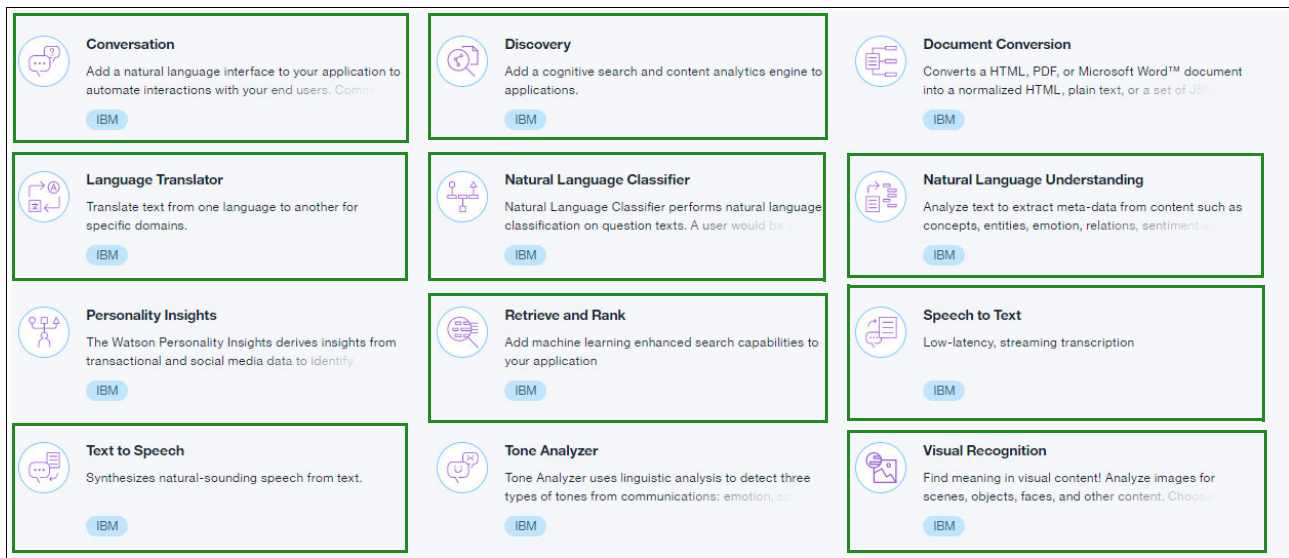 Conversation
Add a natural language interface to your application to
automate interactions with your end users. Comm
IBM
Discovery
Add a cognitive search and content analytics engine to
applications.
IBM
Document Conversion
Converts a HTML, PDF, or Microsoft Word™ document
into a normalized HTML, plain text, or a set of JSO
IBM
Language Translator
Translate text from one language to another for
specific domains.
IBM
Natural Language Classifier
Natural Language Classifier performs natural language
classification on question texts. A user would be a
IBM
Natural Language Understanding
Analyze text to extract meta-data from content such as
concepts, entities, emotion, relations, sentiment a
IBM
Personality Insights
The Watson Personality Insights derives insights from
transactional and social media data to identify
IBM
Retrieve and Rank
Add machine learning enhanced search capabilities to
your application
IBM
Speech to Text
Low-latency, streaming transcription
IBM
Text to Speech
Synthesizes natural-sounding speech from text.
IBM
Tone Analyzer
Tone Analyzer uses linguistic analysis to detect three
types of tones from communications: emotion, so
IBM
Visual Recognition
Find meaning in visual content! Analyze images for
scenes, objects, faces, and other content. Choose
IBM